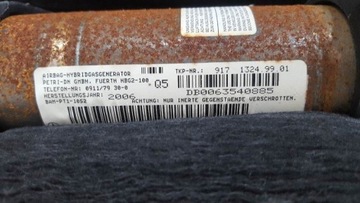 AIRBAG-HYBRIDGASGENERATOR
PETRI-DN GMBH. FUERTH HBG2-100 .Q5
TKP-NR.: 917 1324 99 01
TELEFON-NR: 0911/79 30-0
HERSTELLUNGSJAHR: 2006
DB0063540885
BAM-PT1-1052
ACHTUNG: NUR INERTE GEGENSTAENDE VERSCHROTTEN.